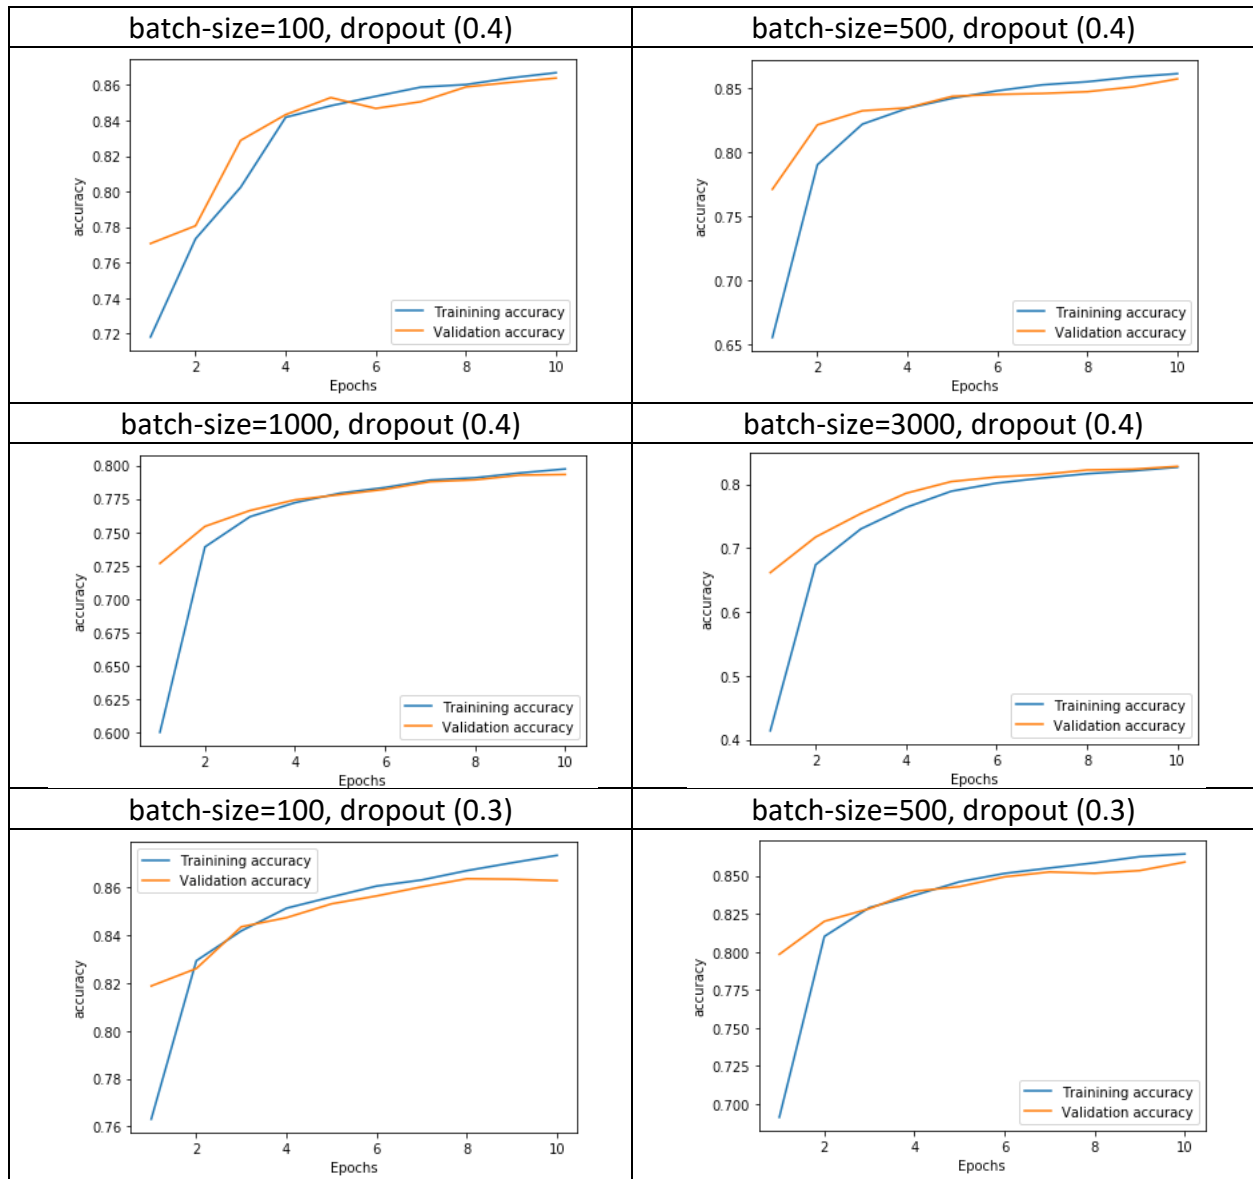 batch-size=100, dropout (0.4)
batch-size=500, dropout (0.4)
0.86
0.84
0.82
0.80
0.78
0.76
0.74
0.72
accuracy
Trainining accuracy
Validation accuracy
2 4 6 8 10
Epochs
0.85
0.80
0.75
0.70
0.65
accuracy
Trainining accuracy
Validation accuracy
2 4 6 8 10
Epochs
batch-size=1000, dropout (0.4)
batch-size=3000, dropout (0.4)
0.800
0.775
0.750
0.725
0.700
0.675
0.650
0.625
0.600
accuracy
Trainining accuracy
Validation accuracy
2 4 6 8 10
Epochs
0.8
0.7
0.6
0.5
0.4
accuracy
Trainining accuracy
Validation accuracy
2 4 6 8 10
Epochs
batch-size=100, dropout (0.3)
batch-size=500, dropout (0.3)
Trainining accuracy
Validation accuracy
0.86
0.84
0.82
0.80
0.78
0.76
accuracy
2 4 6 8 10
Epochs
0.850
0.825
0.800
0.775
0.750
0.725
0.700
accuracy
Trainining accuracy
Validation accuracy
2 4 6 8 10
Epochs